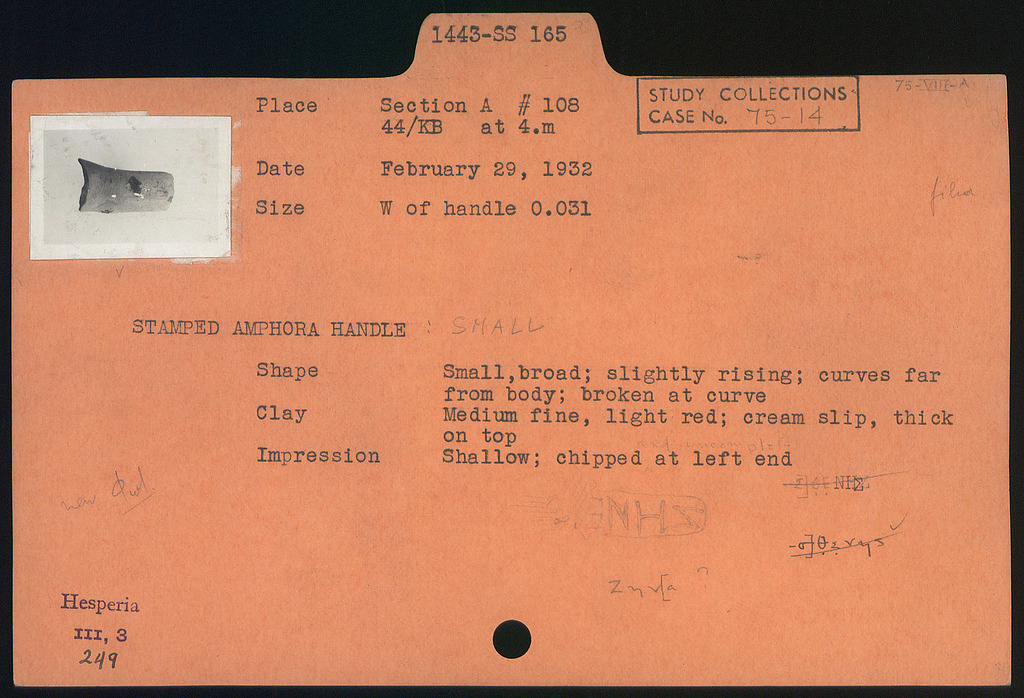 1443-SS 165
STUDY COLLECTIONS
CASE No. 75-14
75-VIII-A
Place Section A # 108
44/KB at 4.m
Date February 29, 1932
Size W of handle 0.031
STAMPED AMPHORA HANDLE : SMALL
Shape Small,broad; slightly rising; curves far
from body; broken at curve
Clay Medium fine, light red; cream slip, thick
on top
Impression Shallow; chipped at left end
new
Hesperia
III, 3
249